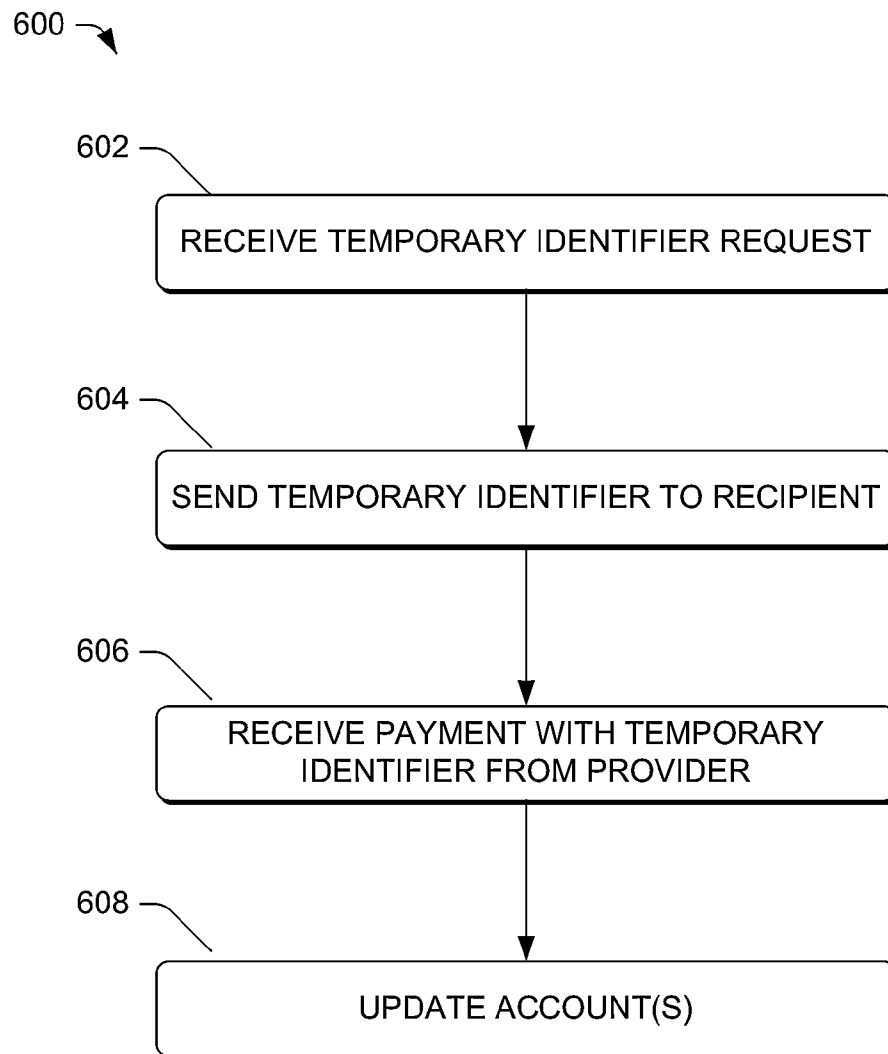 600
602
RECEIVE TEMPORARY IDENTIFIER REQUEST
604
SEND TEMPORARY IDENTIFIER TO RECIPIENT
606
RECEIVE PAYMENT WITH TEMPORARY
IDENTIFIER FROM PROVIDER
608
UPDATE ACCOUNT(S)